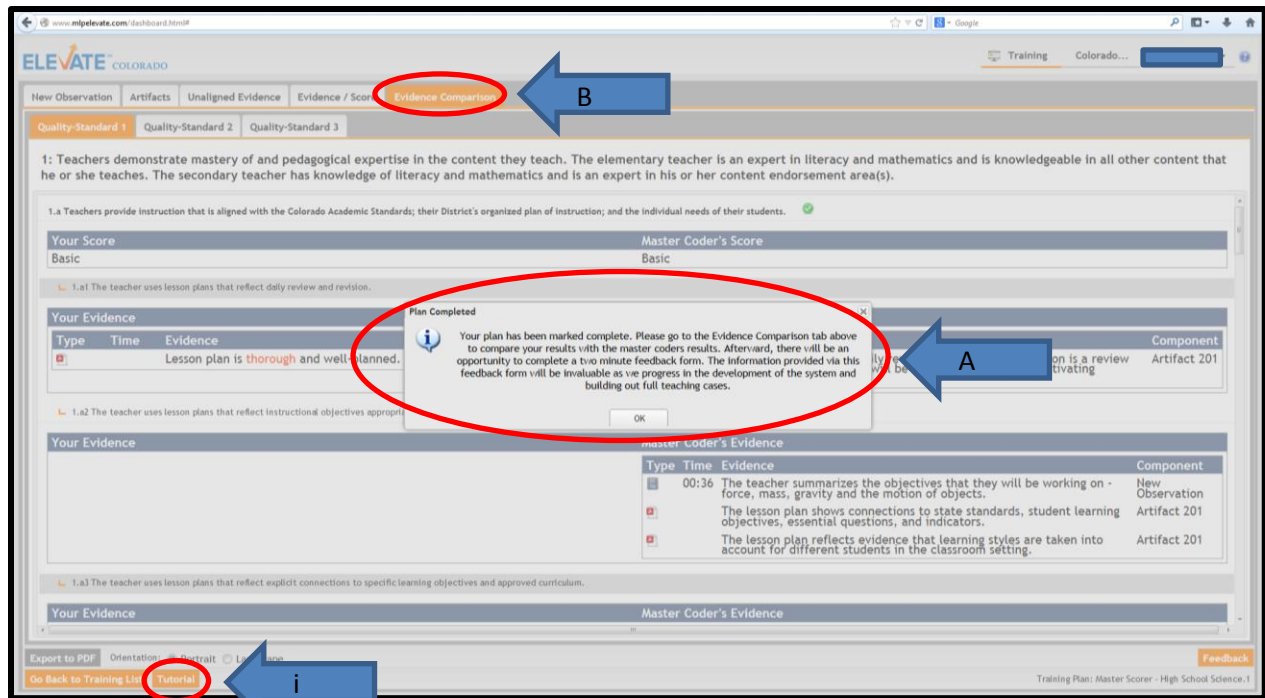 www.mlpelevate.com/dashboard.html#
Google
ELEVATE™ COLORADO
Training Colorado...
New Observation Artifacts Unaligned Evidence Evidence / Score Evidence Comparison
B
Quality-Standard 1 Quality-Standard 2 Quality-Standard 3
1: Teachers demonstrate mastery of and pedagogical expertise in the content they teach. The elementary teacher is an expert in literacy and mathematics and is knowledgeable in all other content that
he or she teaches. The secondary teacher has knowledge of literacy and mathematics and is an expert in his or her content endorsement area(s).
1.a Teachers provide instruction that is aligned with the Colorado Academic Standards; their District's organized plan of instruction; and the individual needs of their students.
Your Score Master Coder's Score
Basic Basic
1.a1 The teacher uses lesson plans that reflect daily review and revision.
Plan Completed
Your plan has been marked complete. Please go to the Evidence Comparison tab above
to compare your results with the master coders results. Afterward, there will be an
opportunity to complete a two minute feedback form. The information provided via this
feedback form will be invaluable as we progress in the development of the system and
building out full teaching cases.
OK
A
Your Evidence
Type Time Evidence Component
Lesson plan is thorough and well-planned. on is a review Artifact 201
will be tivating
1.a2 The teacher uses lesson plans that reflect instructional objectives
Your Evidence Master Coder's Evidence
Type Time Evidence Component
00:36 The teacher summarizes the objectives that they will be working on - New
force, mass, gravity and the motion of objects. Observation
The lesson plan shows connections to state standards, student learning Artifact 201
objectives, essential questions, and indicators.
The lesson plan reflects evidence that learning styles are taken into Artifact 201
account for different students in the classroom setting.
1.a3 The teacher uses lesson plans that reflect explicit connections to specific learning objectives and approved curriculum.
Your Evidence Master Coder's Evidence
Export to PDF Orientation: Portrait Feedback
Go Back to Training List Tutorial Training Plan: Master Scorer - High School Science.1
i